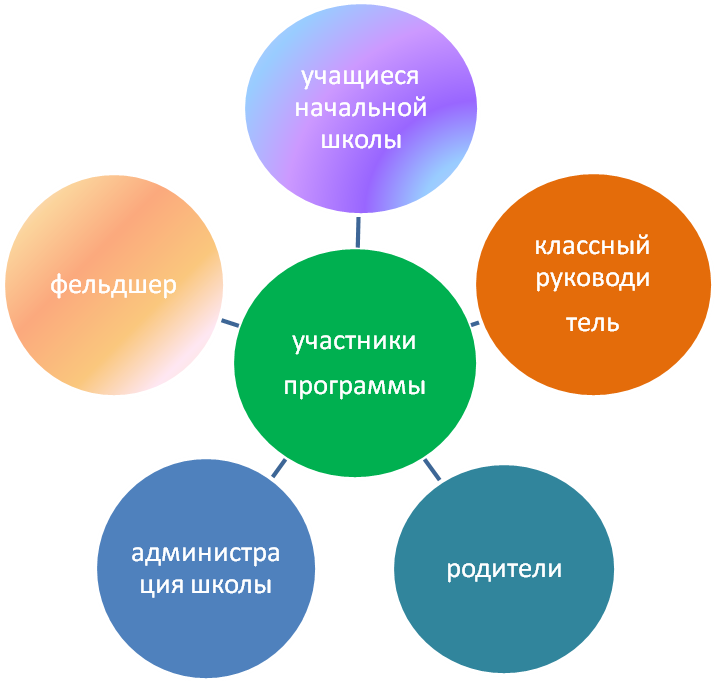 учащиеся
начальной
школы
классный
руководи
тель
фельдшер
участники
программы
администра
ция школы
родители